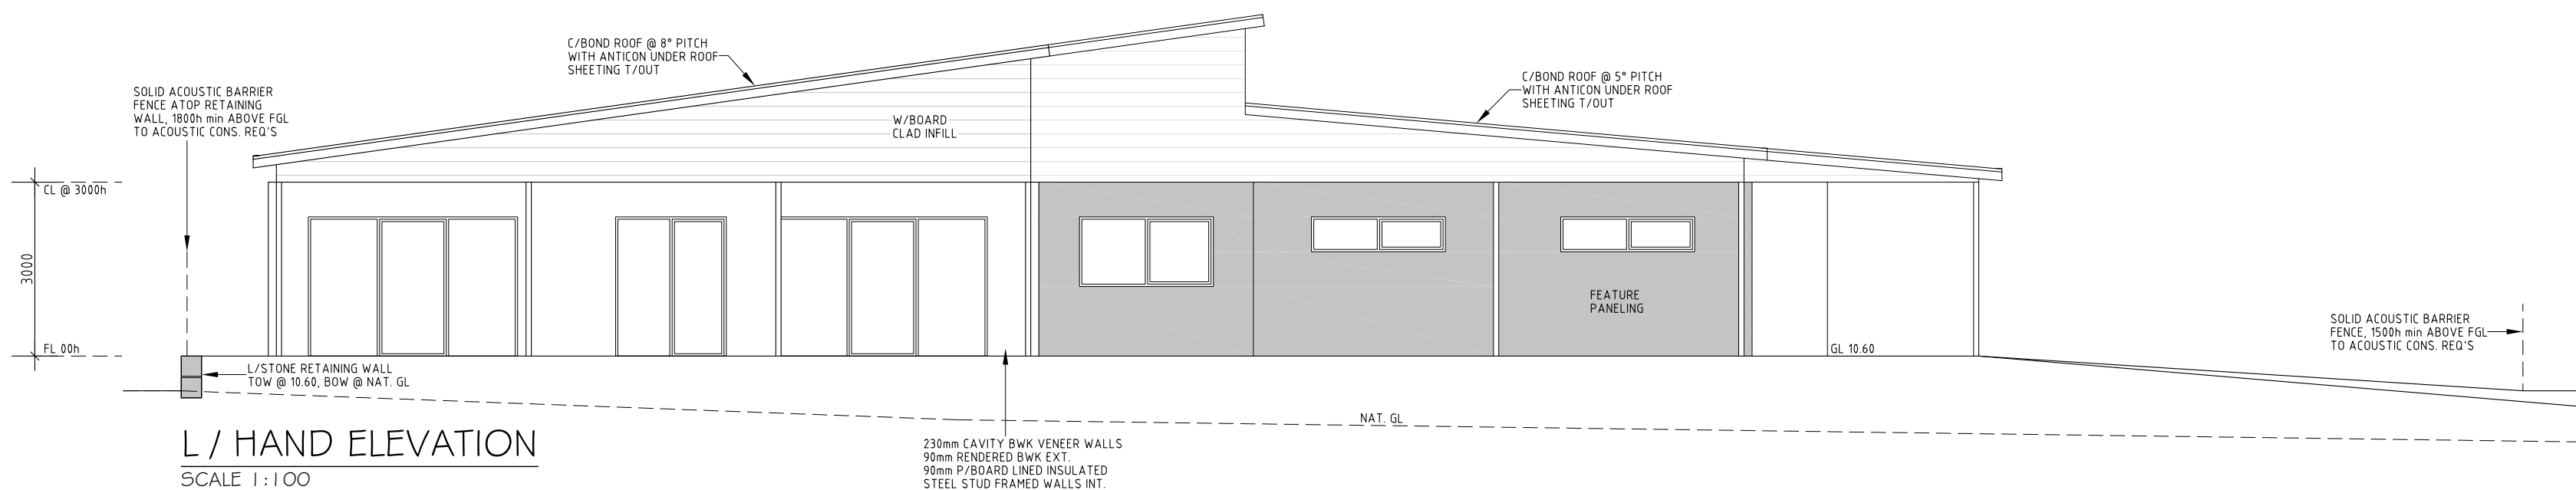 C/BOND ROOF @ 8° PITCH
WITH ANTICON UNDER ROOF
SHEETING T/OUT
C/BOND ROOF @ 5° PITCH
WITH ANTICON UNDER ROOF
SHEETING T/OUT
SOLID ACOUSTIC BARRIER
FENCE ATOP RETAINING
WALL, 1800h min ABOVE FGL
TO ACOUSTIC CONS. REQ'S
W/BOARD
CLAD INFILL
CL @ 3000h
3000
FL 00h
FEATURE
PANELING
GL 10.60
SOLID ACOUSTIC BARRIER
FENCE, 1500h min ABOVE FGL
TO ACOUSTIC CONS. REQ'S
L/STONE RETAINING WALL
TOW @ 10.60, BOW @ NAT. GL
NAT. GL
L / HAND ELEVATION
SCALE 1:100
230mm CAVITY BWK VENEER WALLS
90mm RENDERED BWK EXT.
90mm P/BOARD LINED INSULATED
STEEL STUD FRAMED WALLS INT.